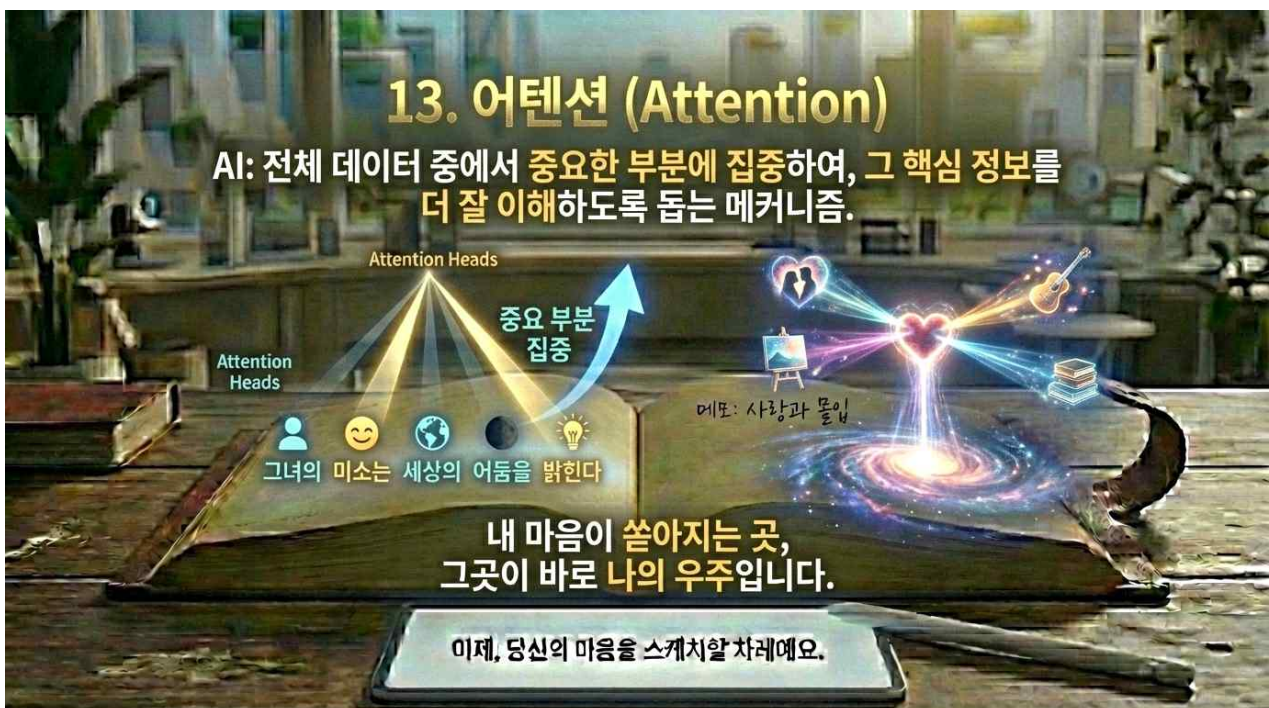 13. 어텐션 (Attention)
AI: 전체 데이터 중에서 중요한 부분에 집중하여, 그 핵심 정보를
더 잘 이해하도록 돕는 메커니즘.
Attention Heads
중요 부분
집중
Attention
Heads
그녀의 미소는 세상의 어둠을 밝힌다
메모: 사랑과 몰입
내 마음이 쏟아지는 곳,
그곳이 바로 나의 우주입니다.
이제, 당신의 마음을 스케치할 차례예요.